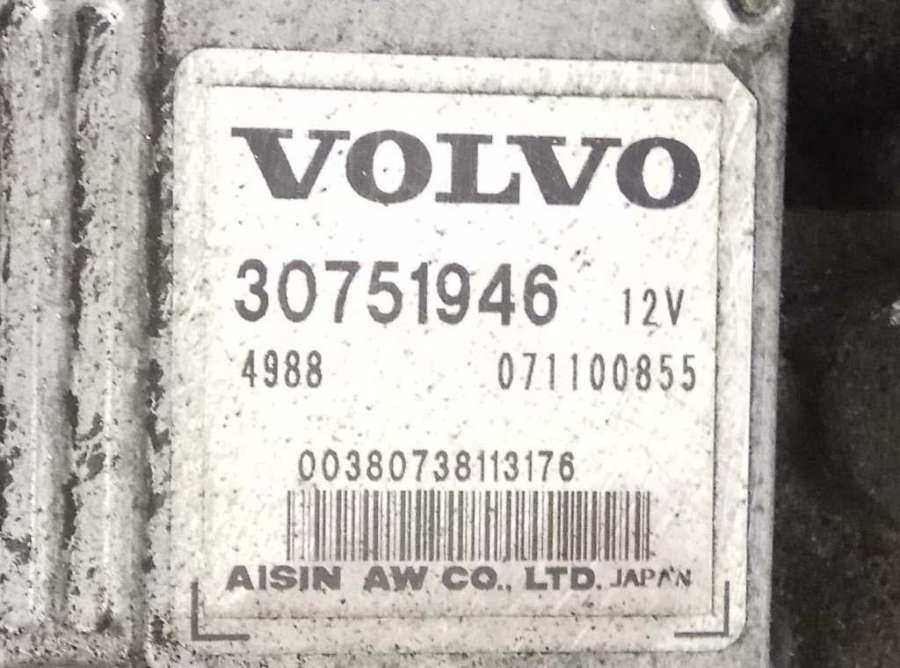 VOLVO
30751946 12V
4988 071100855
00380738113176
AISIN AW CO., LTD. JAPAN